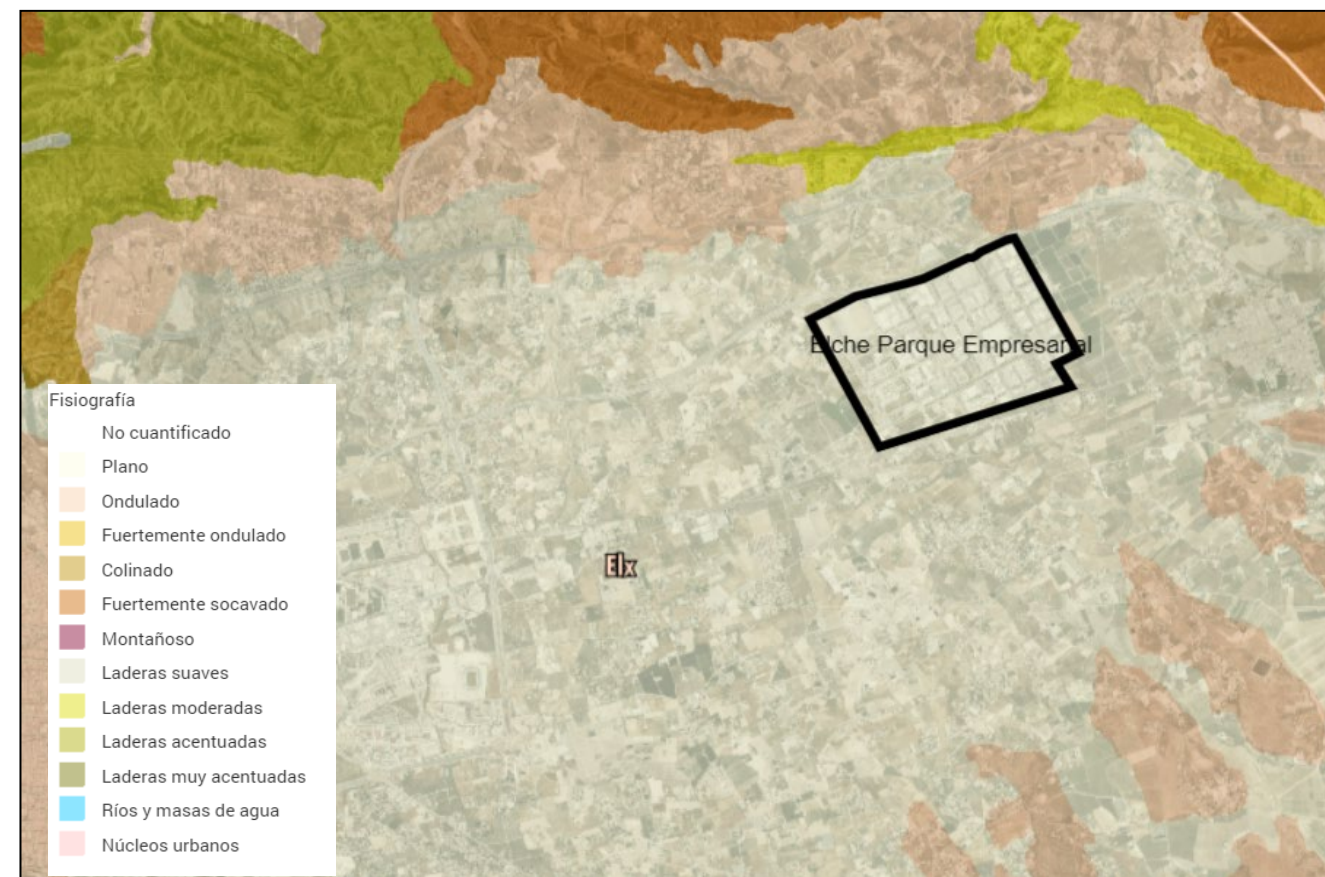 Elche Parque Empresarial
Fisiografía
No cuantificado
Plano
Ondulado
Fuertemente ondulado
Colinado
Fuertemente socavado
Montañoso
Laderas suaves
Laderas moderadas
Laderas acentuadas
Laderas muy acentuadas
Ríos y masas de agua
Núcleos urbanos
Elx